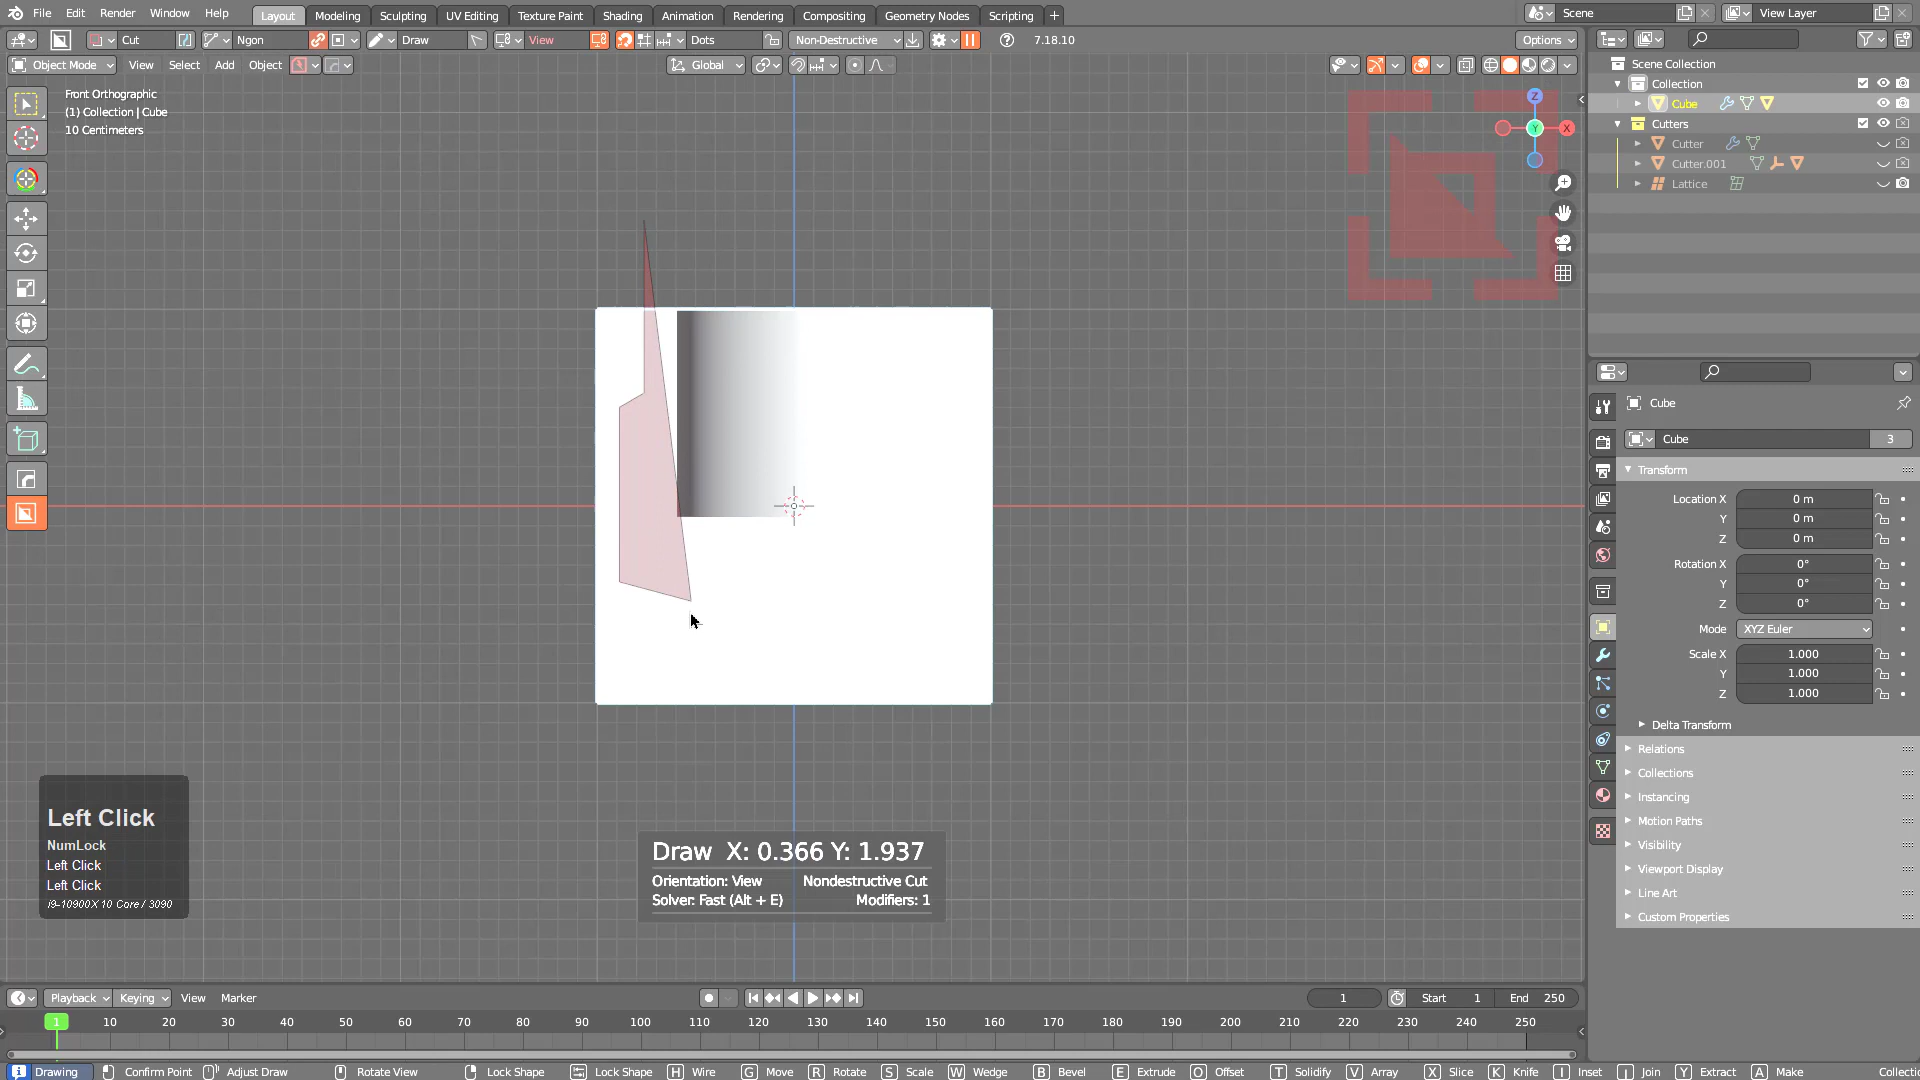 File Edit Render Window Help Layout Modeling Sculpting UV Editing Texture Paint Shading Animation Rendering Compositing Geometry Nodes Scripting + Scene View Layer
Cut Ngon Draw View Dots Non-Destructive 7.18.10 Options
Object Mode View Select Add Object Global
Front Orthographic
(1) Collection | Cube
10 Centimeters
Z
Y
X
Scene Collection
Collection
Cube
Cutters
Cutter
Cutter.001
Lattice
Cube
Cube 3
Transform
Location X 0 m
Y 0 m
Z 0 m
Rotation X 0°
Y 0°
Z 0°
Mode XYZ Euler
Scale X 1.000
Y 1.000
Z 1.000
Delta Transform
Relations
Collections
Instancing
Motion Paths
Visibility
Viewport Display
Line Art
Custom Properties
Left Click
NumLock
Left Click
Left Click
i9-10900X 10 Core / 3090
Draw X: 0.366 Y: 1.937
Orientation: View Nondestructive Cut
Solver: Fast (Alt + E) Modifiers: 1
Playback Keying View Marker 1 Start 1 End 250
1 10 20 30 40 50 60 70 80 90 100 110 120 130 140 150 160 170 180 190 200 210 220 230 240 250
Drawing Confirm Point Adjust Draw Rotate View Lock Shape Lock Shape H Wire G Move R Rotate S Scale W Wedge B Bevel E Extrude O Offset T Solidify V Array X Slice K Knife I Inset J Join Y Extract A Make Collectio